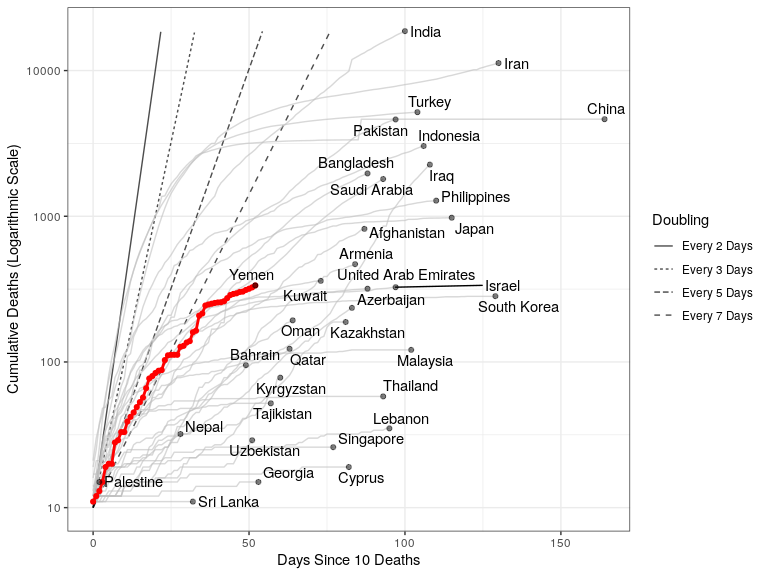 India
Iran
Turkey
China
Pakistan
Indonesia
Bangladesh
Iraq
Saudi Arabia
Philippines
Japan
Afghanistan
Armenia
Yemen
United Arab Emirates
Israel
Kuwait
Azerbaijan
South Korea
Oman
Kazakhstan
Bahrain
Qatar
Malaysia
Kyrgyzstan
Thailand
Tajikistan
Nepal
Lebanon
Singapore
Uzbekistan
Georgia
Cyprus
Palestine
Sri Lanka
10000
1000
100
10
0
50
100
150
Days Since 10 Deaths
Cumulative Deaths (Logarithmic Scale)
Doubling
Every 2 Days
Every 3 Days
Every 5 Days
Every 7 Days